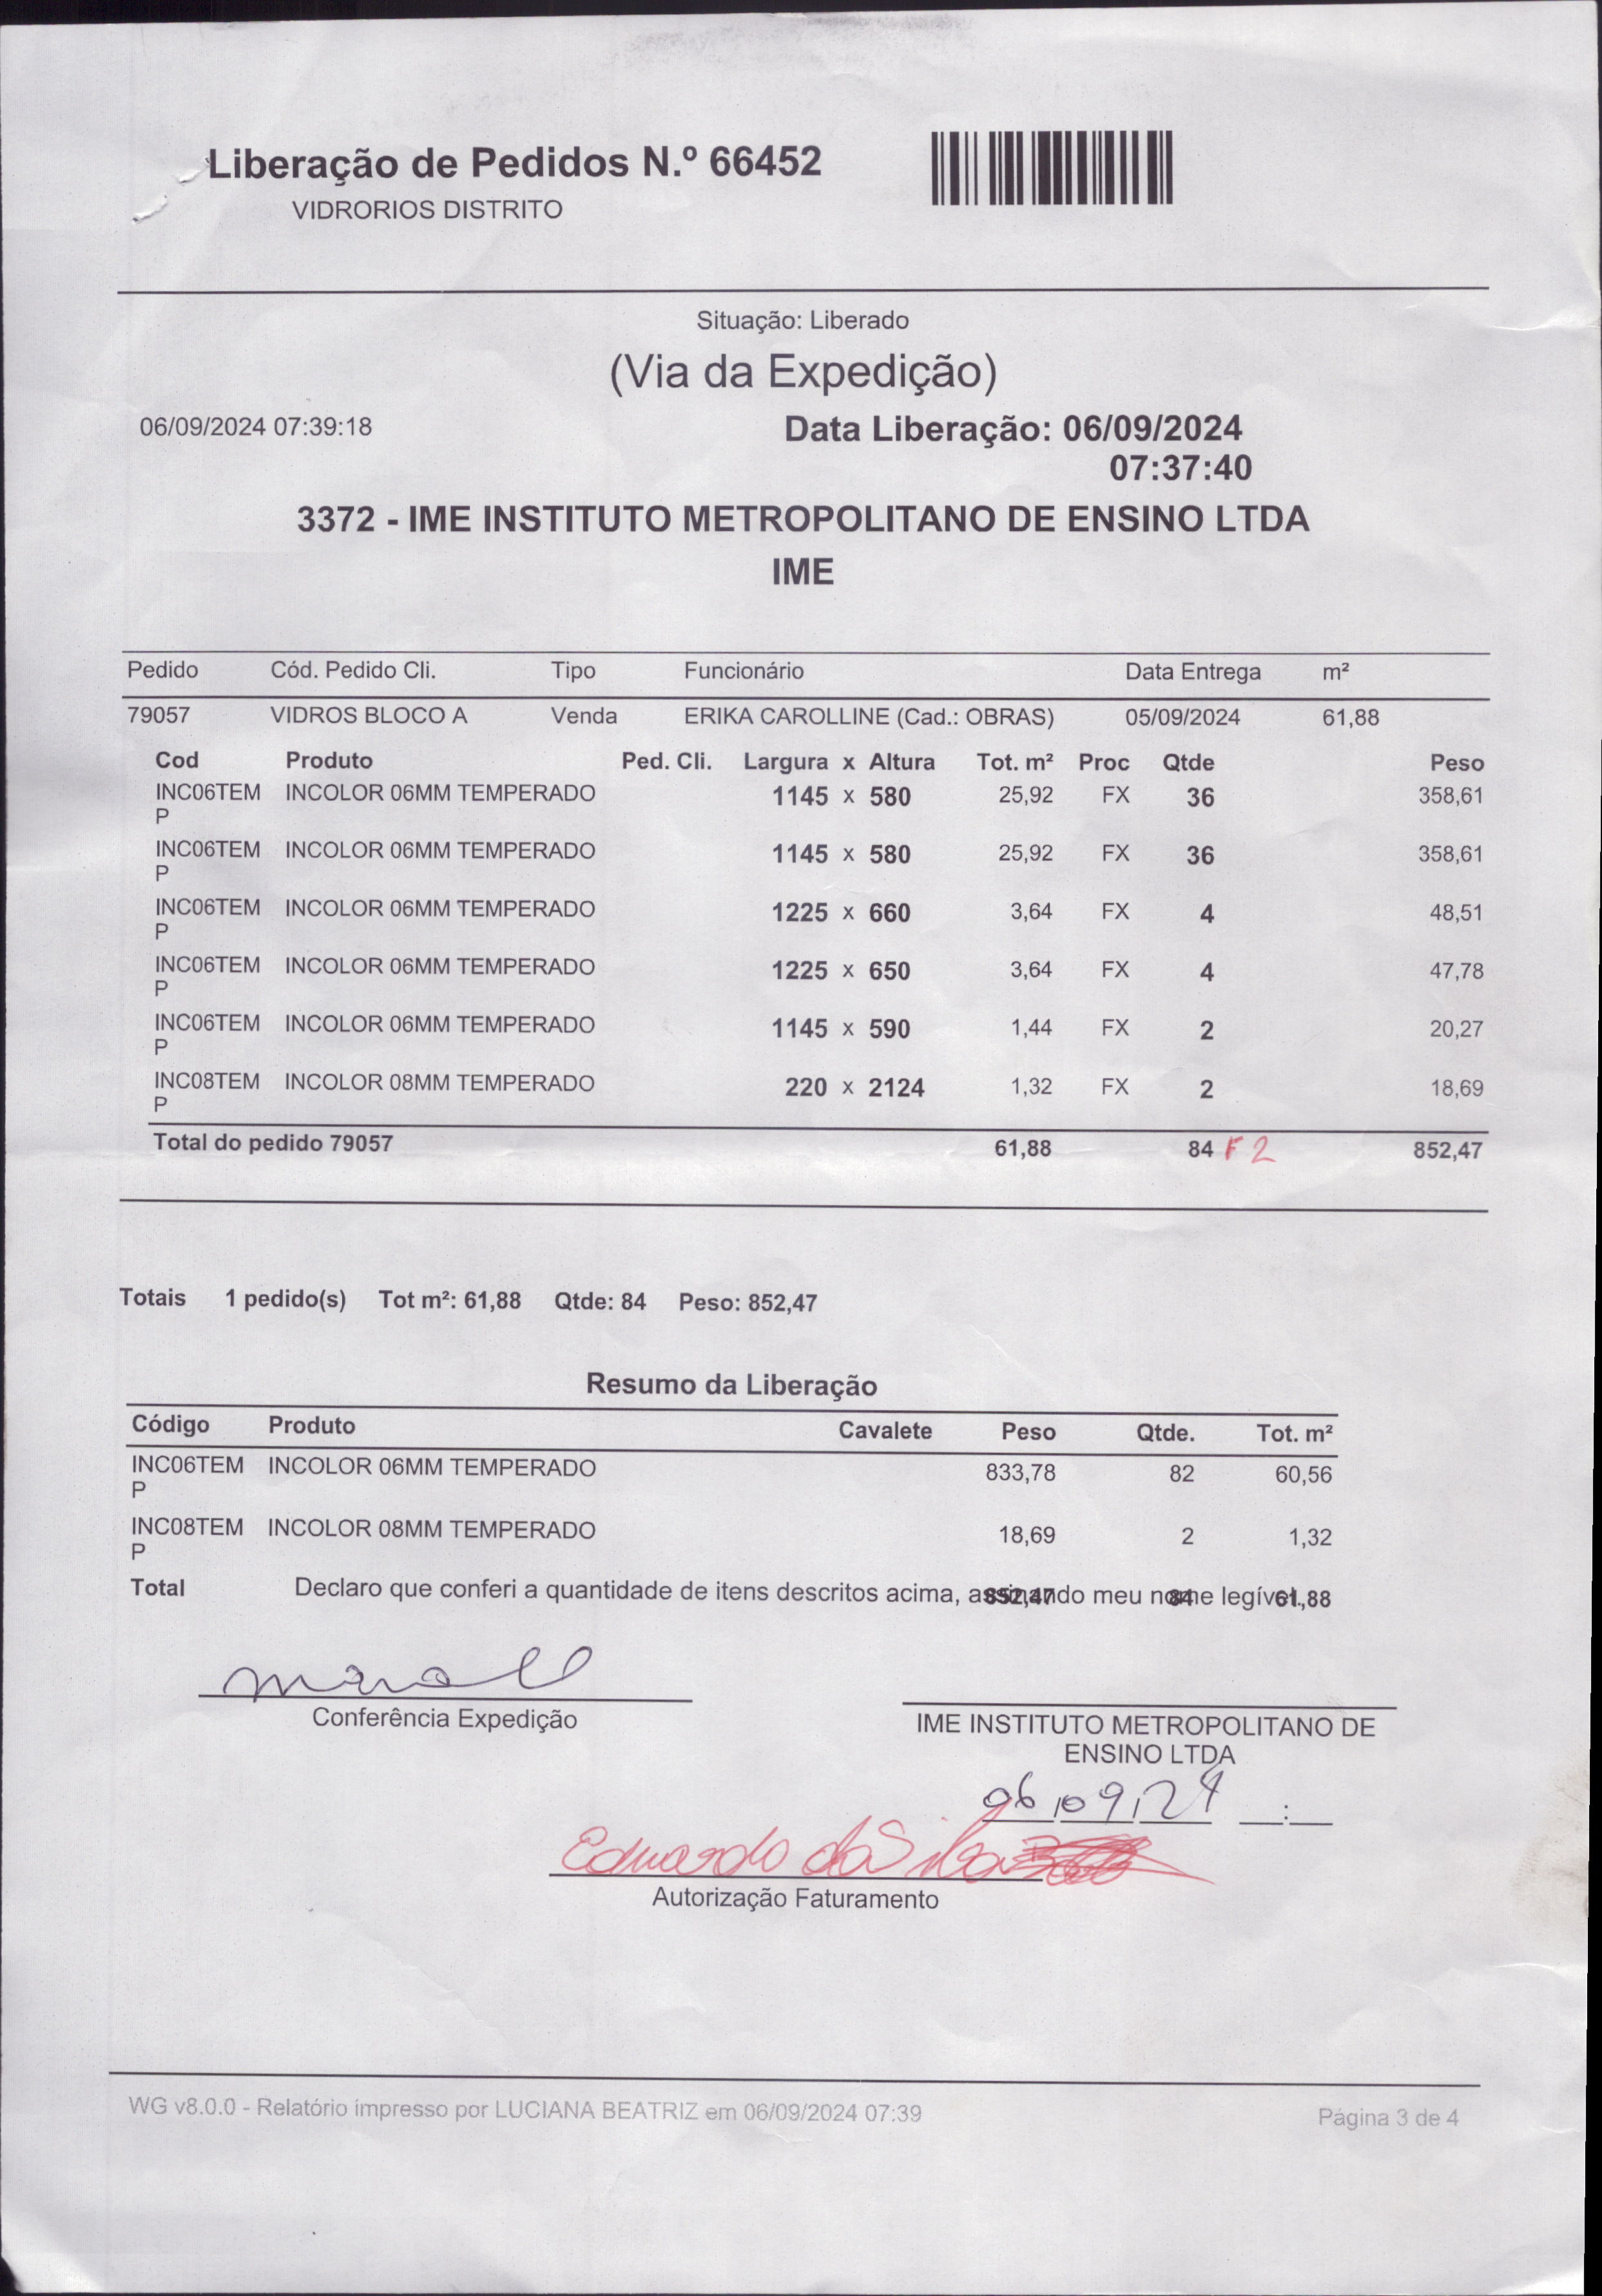 Liberação de Pedidos N.º 66452
VIDRORIOS DISTRITO
Situação: Liberado
(Via da Expedição)
06/09/2024 07:39:18 Data Liberação: 06/09/2024
07:37:40
3372 - IME INSTITUTO METROPOLITANO DE ENSINO LTDA
IME
Pedido Cód. Pedido Cli. Tipo Funcionário Data Entrega m²
79057 VIDROS BLOCO A Venda ERIKA CAROLLINE (Cad.: OBRAS) 05/09/2024 61,88
Cod Produto Ped. Cli. Largura x Altura Tot. m² Proc Qtde Peso
INC06TEM INCOLOR 06MM TEMPERADO 1145 x 580 25,92 FX 36 358,61
P
INC06TEM INCOLOR 06MM TEMPERADO 1145 x 580 25,92 FX 36 358,61
P
INC06TEM INCOLOR 06MM TEMPERADO 1225 x 660 3,64 FX 4 48,51
P
INC06TEM INCOLOR 06MM TEMPERADO 1225 x 650 3,64 FX 4 47,78
P
INC06TEM INCOLOR 06MM TEMPERADO 1145 x 590 1,44 FX 2 20,27
P
INC08TEM INCOLOR 08MM TEMPERADO 220 x 2124 1,32 FX 2 18,69
P
Total do pedido 79057 61,88 84 F 2 852,47
Totais 1 pedido(s) Tot m²: 61,88 Qtde: 84 Peso: 852,47
Resumo da Liberação
Código Produto Cavalete Peso Qtde. Tot. m²
INC06TEM INCOLOR 06MM TEMPERADO 833,78 82 60,56
P
INC08TEM INCOLOR 08MM TEMPERADO 18,69 2 1,32
P
Total Declaro que conferi a quantidade de itens descritos acima, assinando meu nome legível. 852,47 84 61,88
Conferência Expedição
IME INSTITUTO METROPOLITANO DE
ENSINO LTDA
06/09/24 __:__
Eduardo da Silva
Autorização Faturamento
WG v8.0.0 - Relatório impresso por LUCIANA BEATRIZ em 06/09/2024 07:39 Página 3 de 4